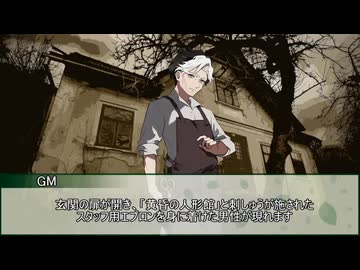 GM
玄関の扉が開き、「黄昏の人形館」と刺しゅうが施された
スタッフ用エプロンを身に着けた男性が現れます